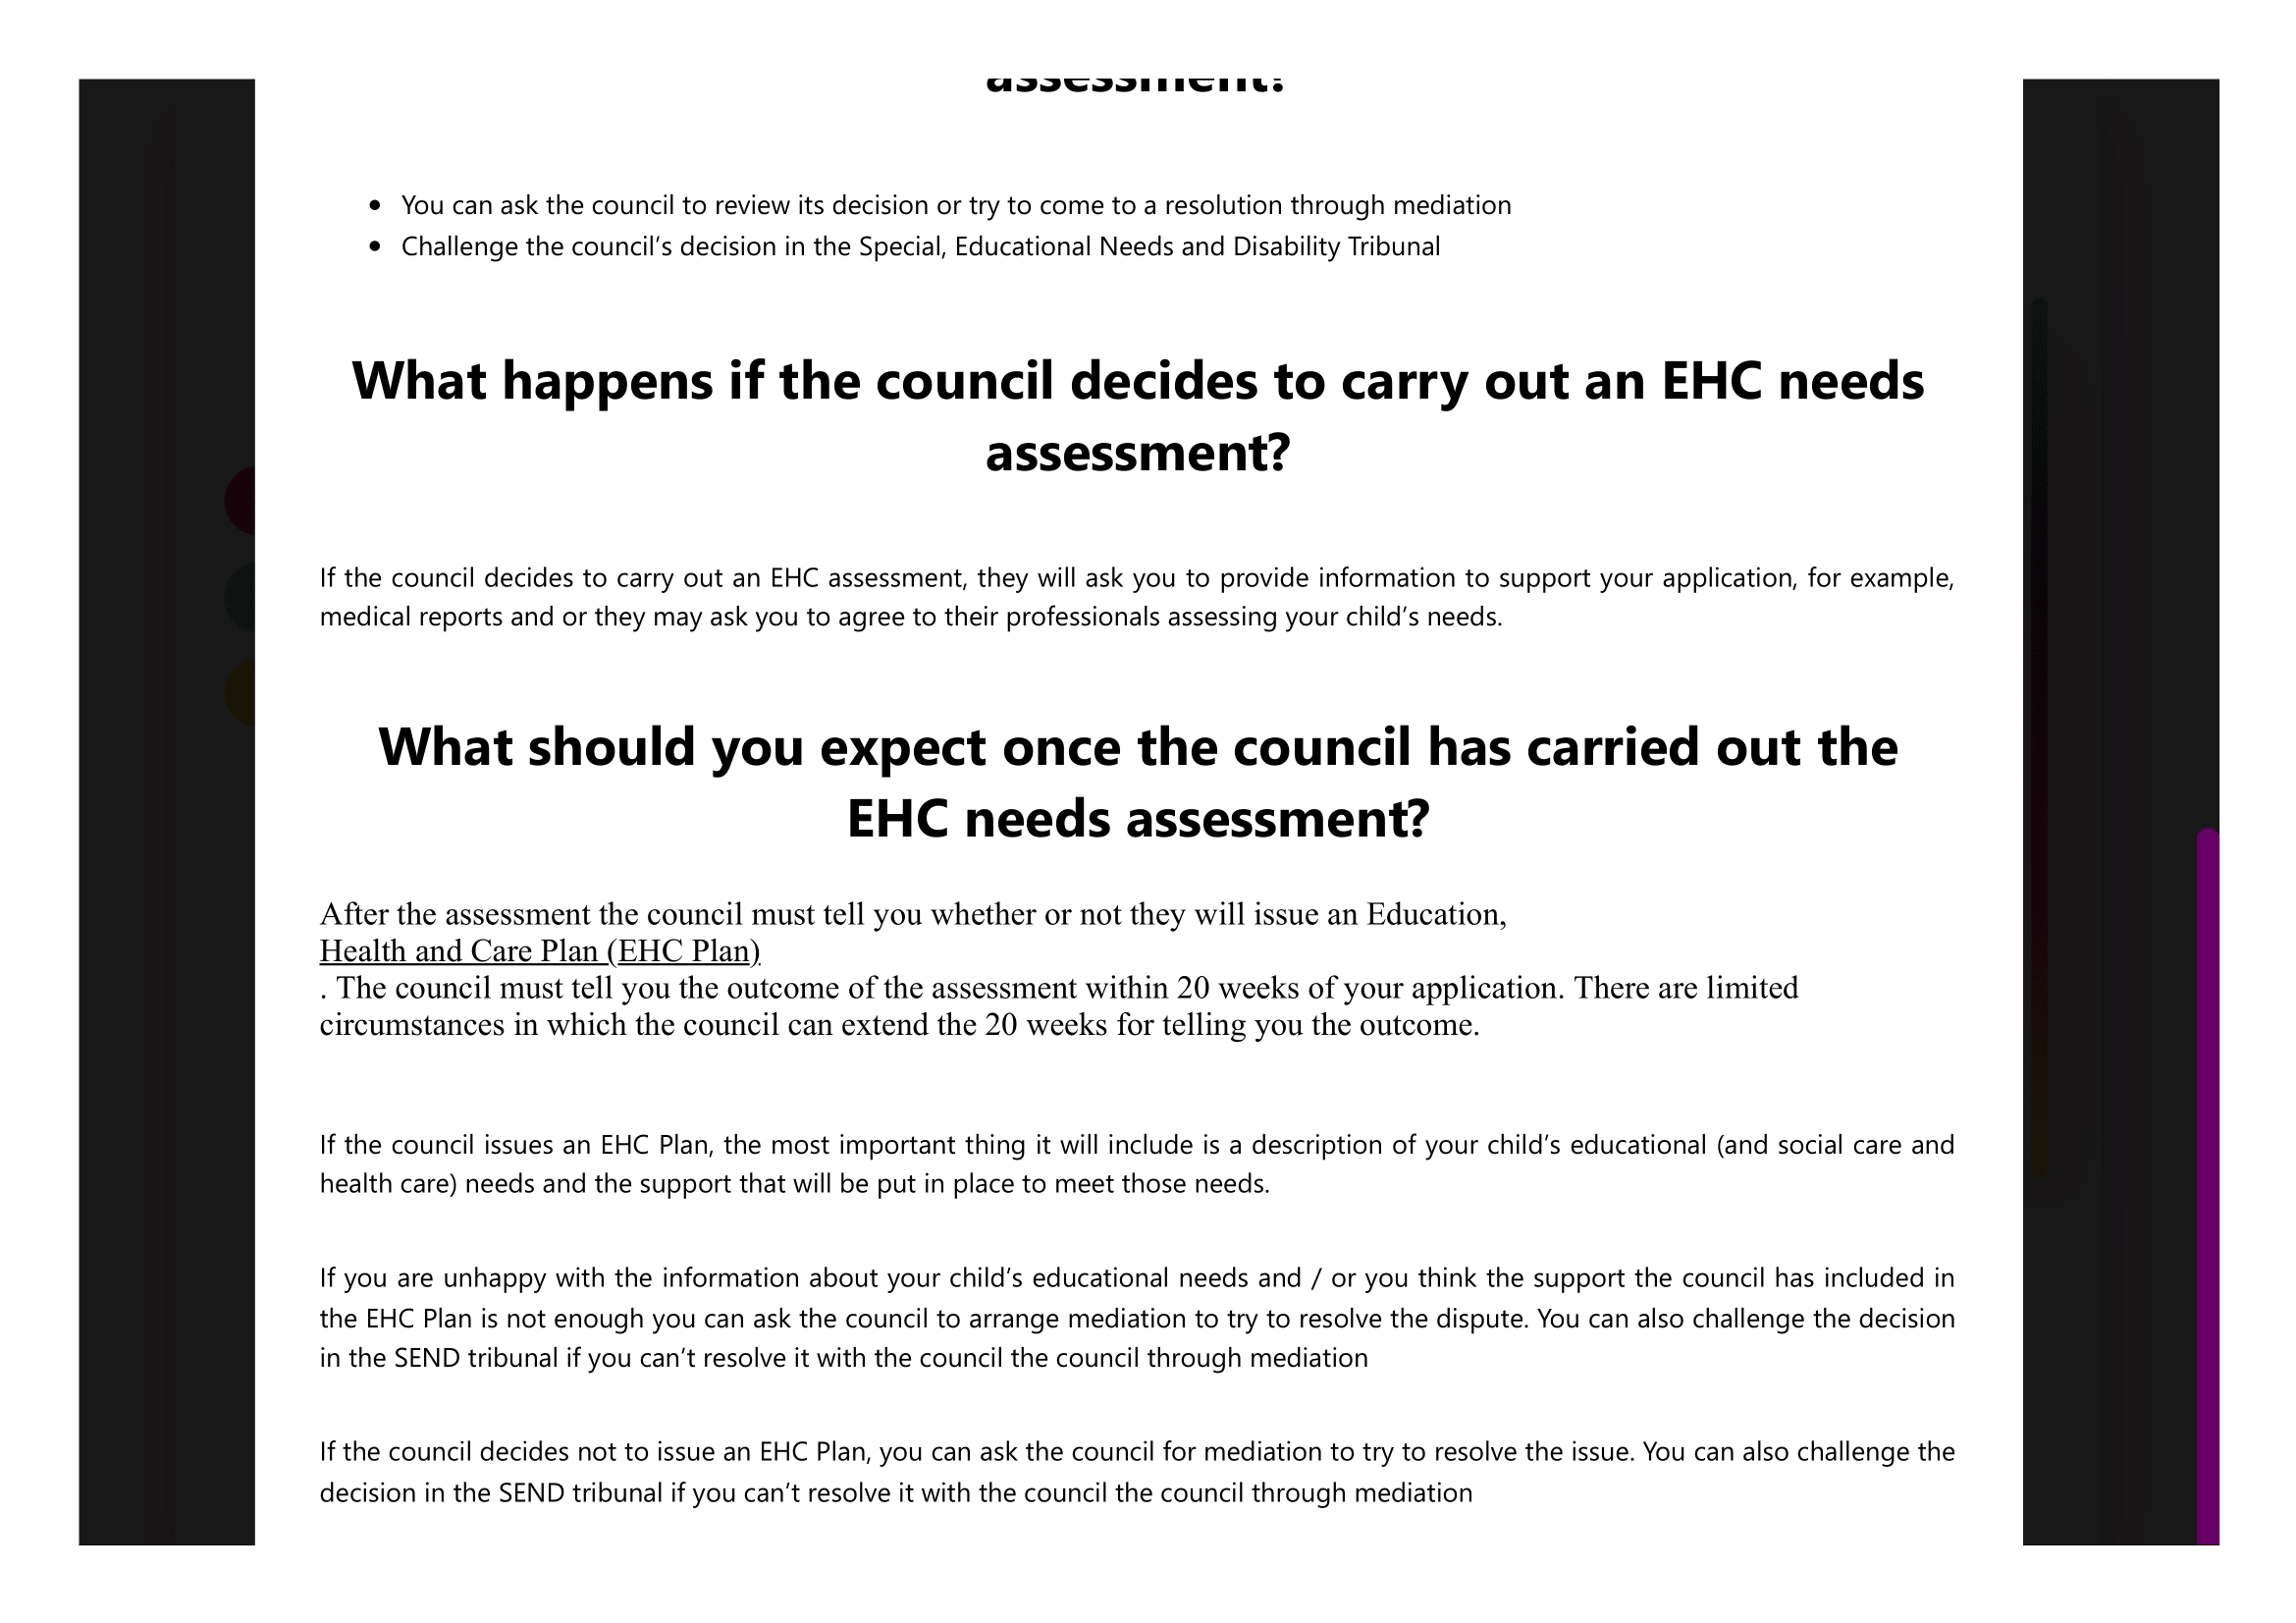 assessment?
• You can ask the council to review its decision or try to come to a resolution through mediation
• Challenge the council’s decision in the Special, Educational Needs and Disability Tribunal
What happens if the council decides to carry out an EHC needs
assessment?
If the council decides to carry out an EHC assessment, they will ask you to provide information to support your application, for example,
medical reports and or they may ask you to agree to their professionals assessing your child’s needs.
What should you expect once the council has carried out the
EHC needs assessment?
After the assessment the council must tell you whether or not they will issue an Education,
Health and Care Plan (EHC Plan)
. The council must tell you the outcome of the assessment within 20 weeks of your application. There are limited
circumstances in which the council can extend the 20 weeks for telling you the outcome.
If the council issues an EHC Plan, the most important thing it will include is a description of your child’s educational (and social care and
health care) needs and the support that will be put in place to meet those needs.
If you are unhappy with the information about your child’s educational needs and / or you think the support the council has included in
the EHC Plan is not enough you can ask the council to arrange mediation to try to resolve the dispute. You can also challenge the decision
in the SEND tribunal if you can’t resolve it with the council the council through mediation
If the council decides not to issue an EHC Plan, you can ask the council for mediation to try to resolve the issue. You can also challenge the
decision in the SEND tribunal if you can’t resolve it with the council the council through mediation